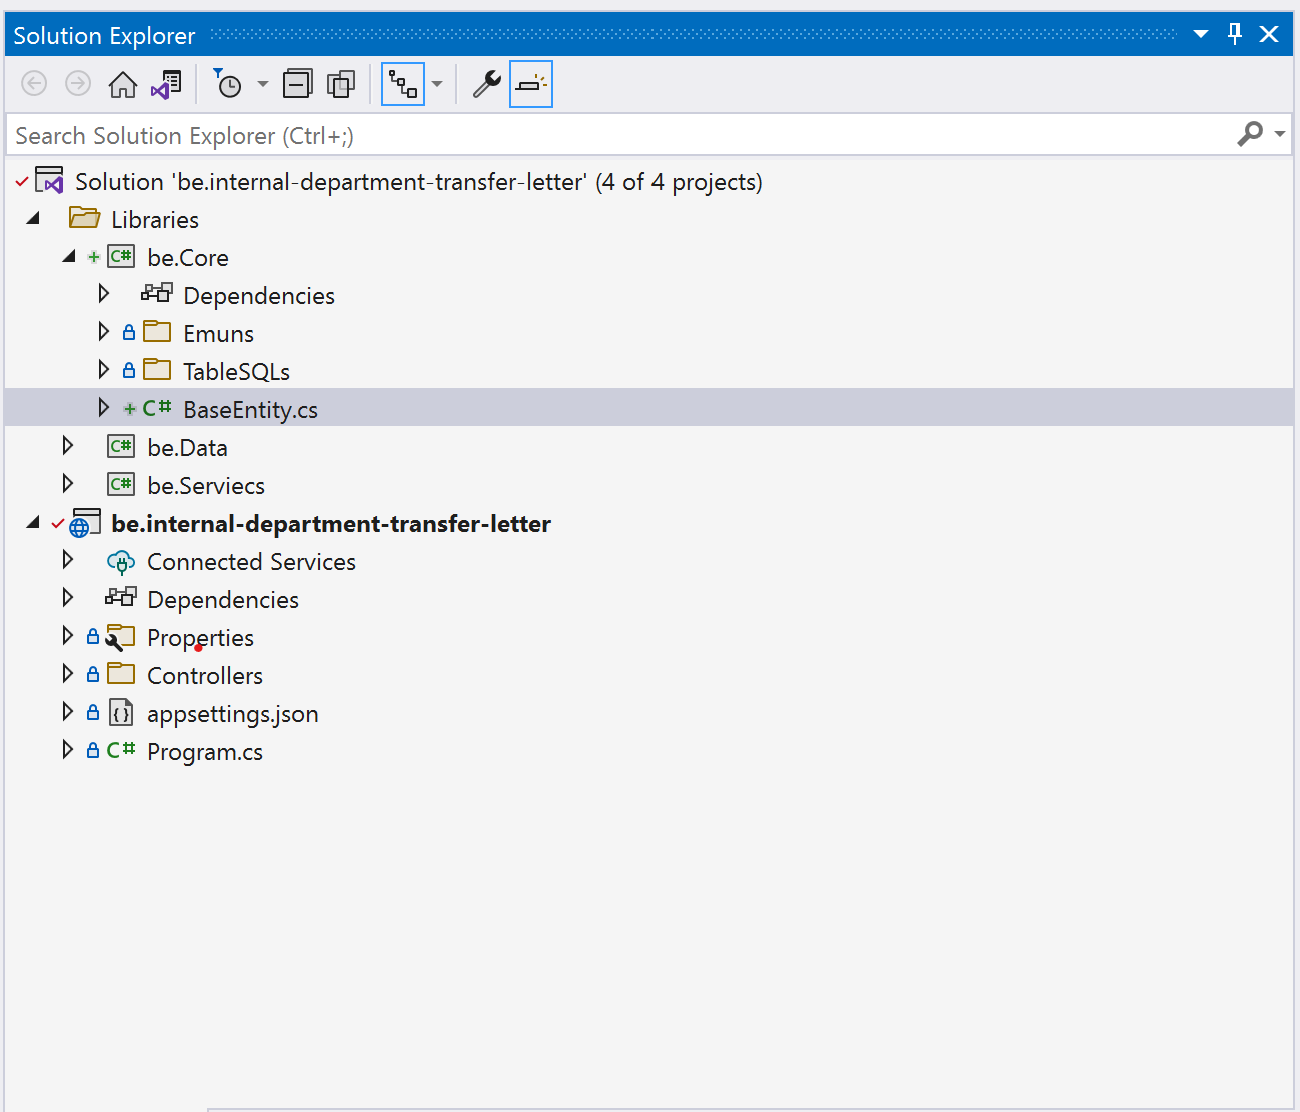 Solution Explorer
Search Solution Explorer (Ctrl+;)
Solution 'be.internal-department-transfer-letter' (4 of 4 projects)
Libraries
C# be.Core
Dependencies
Emuns
TableSQLs
C# BaseEntity.cs
C# be.Data
C# be.Serviecs
be.internal-department-transfer-letter
Connected Services
Dependencies
Properties
Controllers
appsettings.json
C# Program.cs